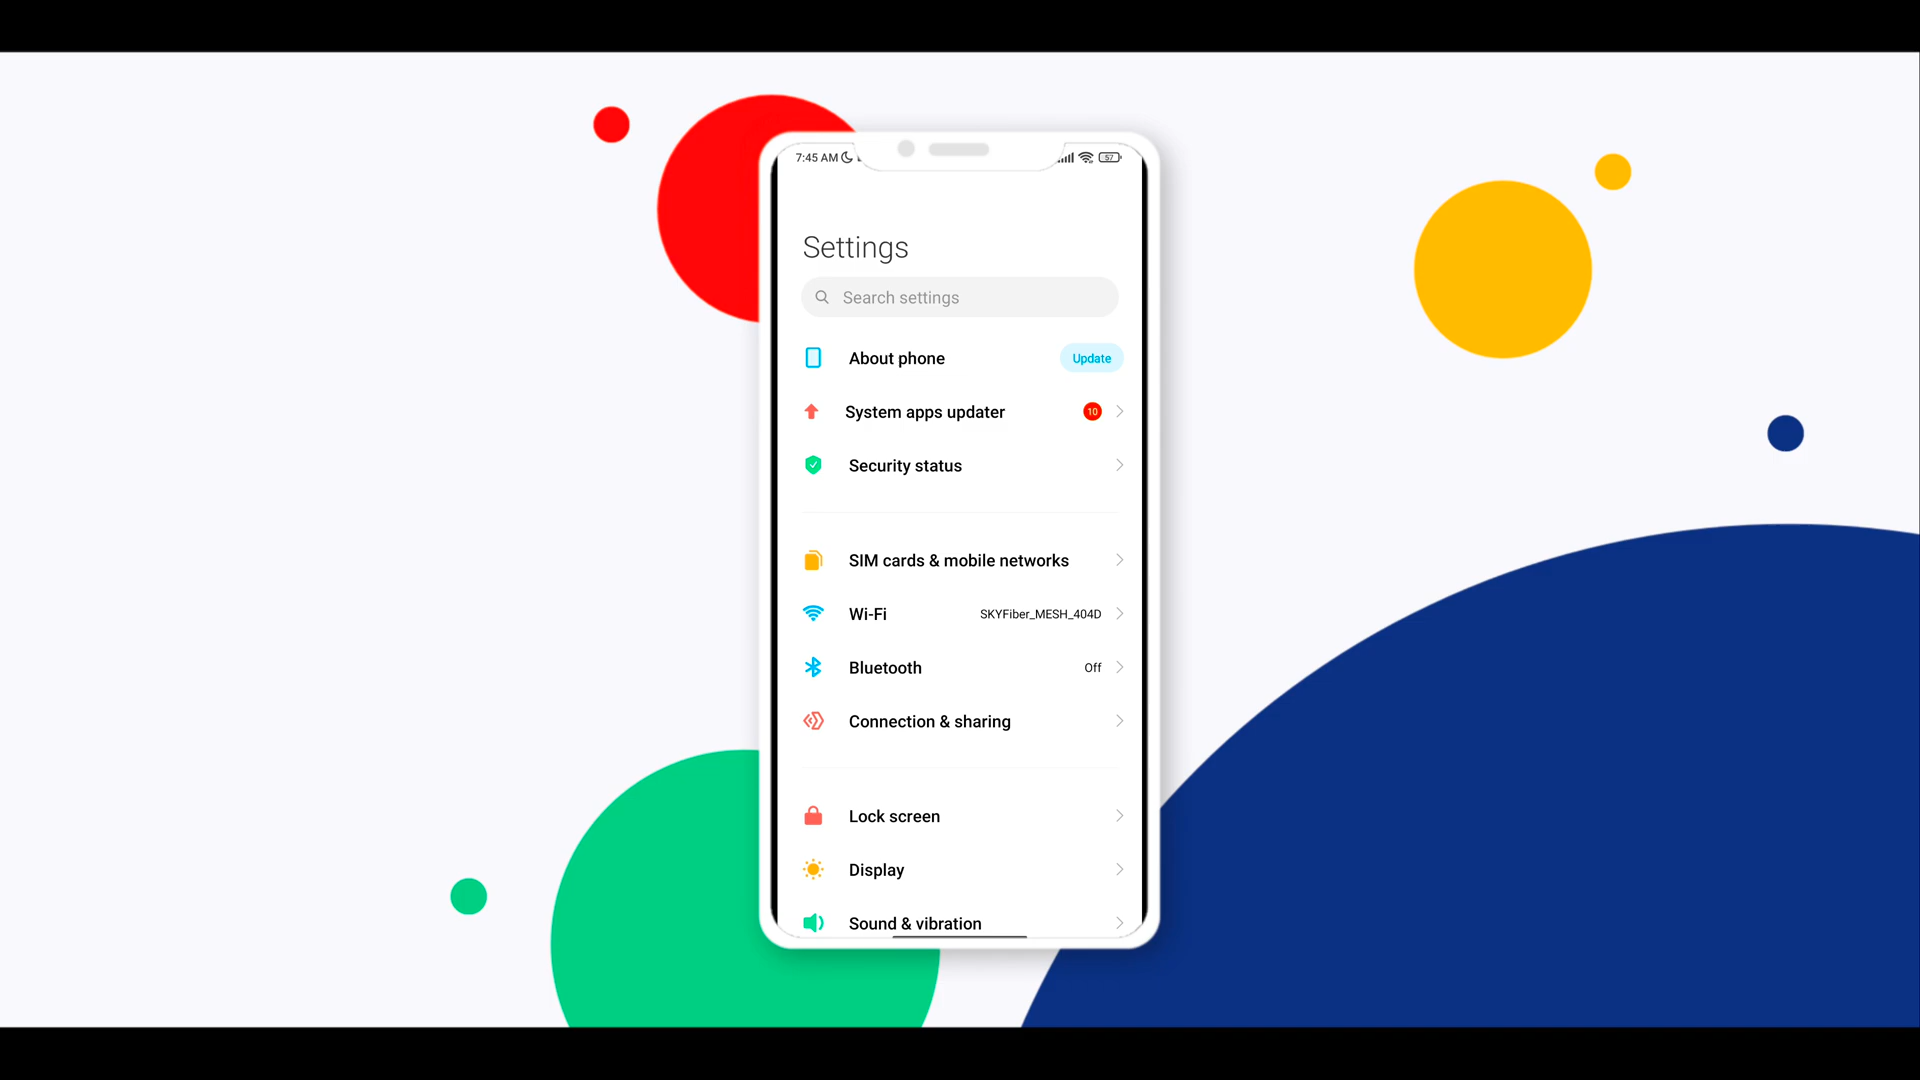 7:45 AM
57
Settings
Search settings
About phone
Update
System apps updater
10
Security status
SIM cards & mobile networks
Wi-Fi
SKYFiber_MESH_404D
Bluetooth
Off
Connection & sharing
Lock screen
Display
Sound & vibration